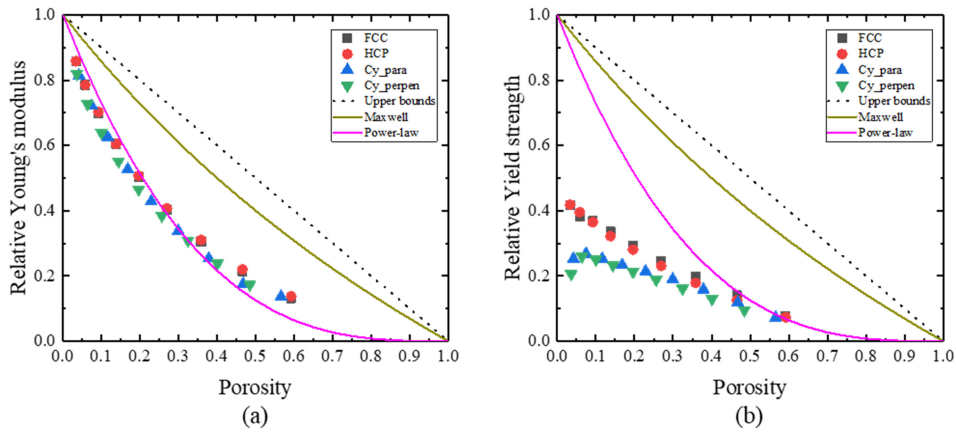 1.0
0.8
0.6
0.4
0.2
0.0
0.0 0.1 0.2 0.3 0.4 0.5 0.6 0.7 0.8 0.9 1.0
Relative Young's modulus
Porosity
FCC
HCP
Cy_para
Cy_perpen
Upper bounds
Maxwell
Power-law
(a)
1.0
0.8
0.6
0.4
0.2
0.0
0.0 0.1 0.2 0.3 0.4 0.5 0.6 0.7 0.8 0.9 1.0
Relative Yield strength
Porosity
FCC
HCP
Cy_para
Cy_perpen
Upper bounds
Maxwell
Power-law
(b)